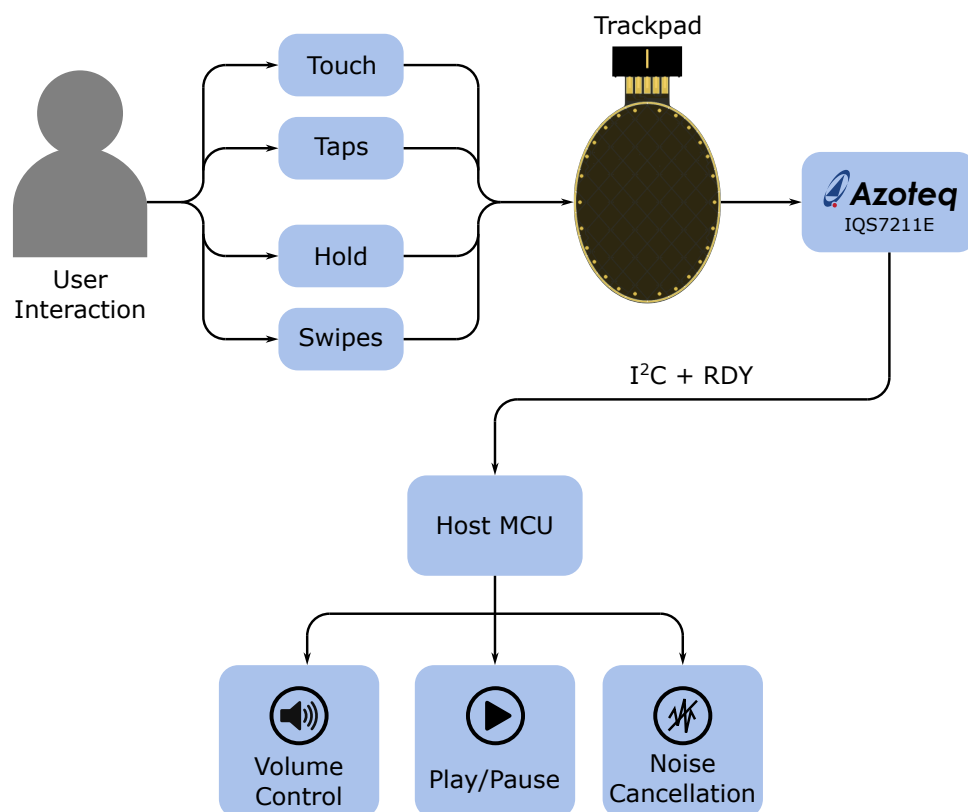 Trackpad
Touch
Taps
Hold
Swipes
User
Interaction
Azoteq
IQS7211E
I²C + RDY
Host MCU
Volume
Control
Play/Pause
Noise
Cancellation